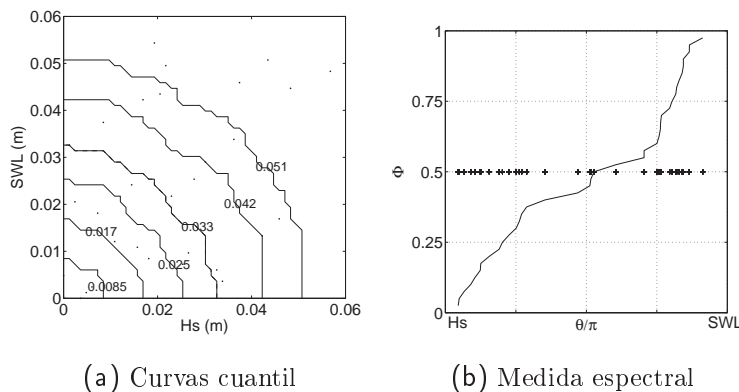 0.06
0.05
0.04
0.03
0.02
0.01
0
SWL (m)
0.051
0.042
0.033
0.025
0.017
0.0085
0 0.02 0.04 0.06
Hs (m)
(a) Curvas cuantil
1
0.75
0.5
0.25
0
Φ
Hs θ/π SWL
(b) Medida espectral